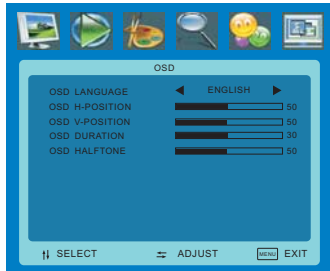 OSD
OSD LANGUAGE ENGLISH
OSD H-POSITION 50
OSD V-POSITION 50
OSD DURATION 30
OSD HALFTONE 50
SELECT ADJUST MENU EXIT